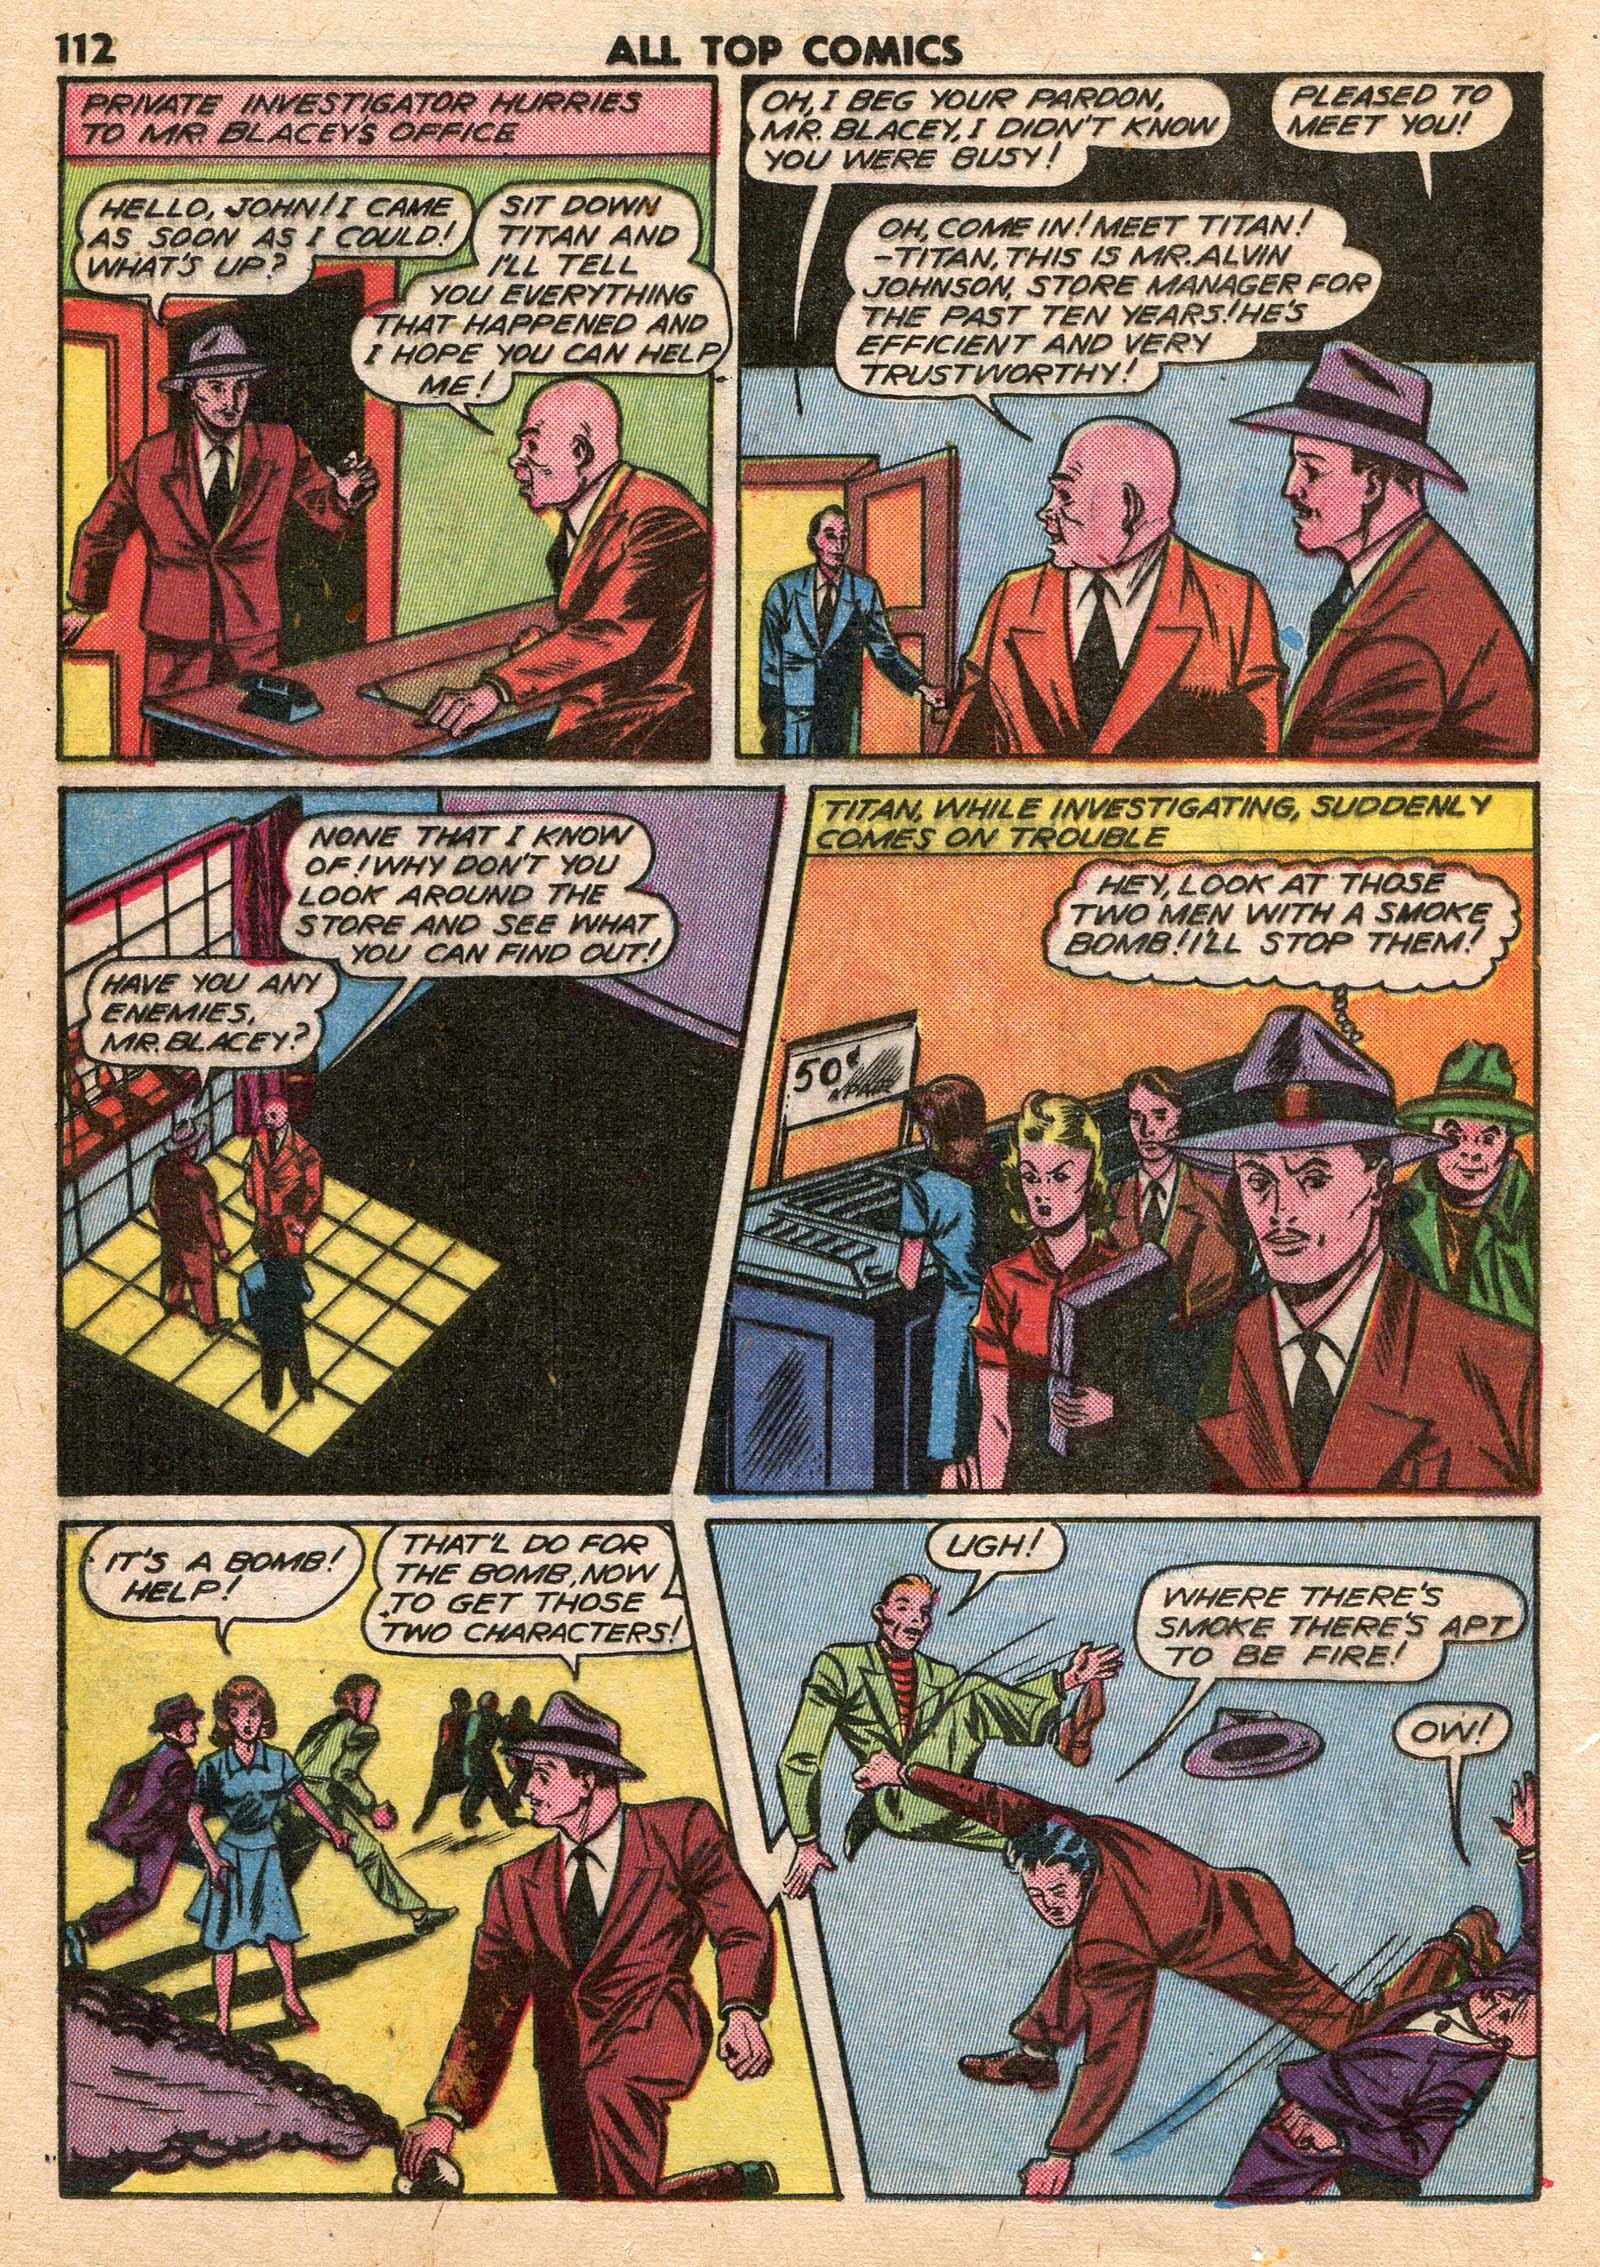 112
ALL TOP COMICS
PRIVATE INVESTIGATOR HURRIES
TO MR. BLACEY'S OFFICE
HELLO, JOHN! I CAME
AS SOON AS I COULD!
WHAT'S UP?
SIT DOWN
TITAN AND
I'LL TELL
YOU EVERYTHING
THAT HAPPENED AND
I HOPE YOU CAN HELP
ME!
OH, I BEG YOUR PARDON,
MR. BLACEY, I DIDN'T KNOW
YOU WERE BUSY!
PLEASED TO
MEET YOU!
OH, COME IN! MEET TITAN!
-TITAN, THIS IS MR. ALVIN
JOHNSON, STORE MANAGER FOR
THE PAST TEN YEARS! HE'S
EFFICIENT AND VERY
TRUSTWORTHY!
NONE THAT I KNOW
OF! WHY DON'T YOU
LOOK AROUND THE
STORE AND SEE WHAT
YOU CAN FIND OUT!
HAVE YOU ANY
ENEMIES,
MR. BLACEY?
TITAN, WHILE INVESTIGATING, SUDDENLY
COMES ON TROUBLE
HEY, LOOK AT THOSE
TWO MEN WITH A SMOKE
BOMB! I'LL STOP THEM!
50¢
A PAIR
IT'S A BOMB!
HELP!
THAT'L DO FOR
THE BOMB, NOW
TO GET THOSE
TWO CHARACTERS!
UGH!
WHERE THERE'S
SMOKE THERE'S APT
TO BE FIRE!
OW!